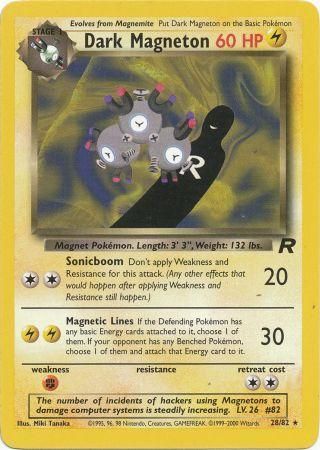 Evolves from Magnemite Put Dark Magneton on the Basic Pokémon
STAGE 1
Dark Magneton 60 HP
R
Magnet Pokémon. Length: 3' 3", Weight: 132 lbs.
R
Sonicboom Don't apply Weakness and
Resistance for this attack. (Any other effects that
would happen after applying Weakness and
Resistance still happen.)
20
Magnetic Lines If the Defending Pokémon has
any basic Energy cards attached to it, choose 1 of
them. If your opponent has any Benched Pokémon,
choose 1 of them and attach that Energy card to it.
30
weakness resistance retreat cost
The number of incidents of hackers using Magnetons to
damage computer systems is steadily increasing. LV. 26 #82
Illus. Miki Tanaka ©1995, 96, 98 Nintendo, Creatures, GAMEFREAK. ©1999-2000 Wizards. 28/82 ★